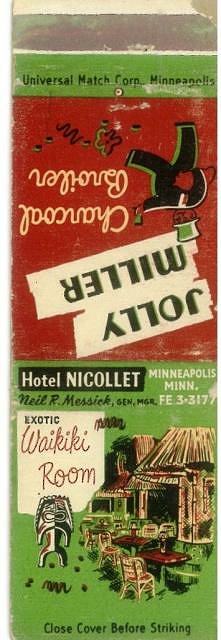 Universal Match Corp., Minneapolis
JOLLY
MILLER
Charcoal
Broiler
Hotel NICOLLET
MINNEAPOLIS
MINN.
Neil R. Messick, GEN. MGR. FE 3-3177
EXOTIC
Waikiki
Room
Close Cover Before Striking